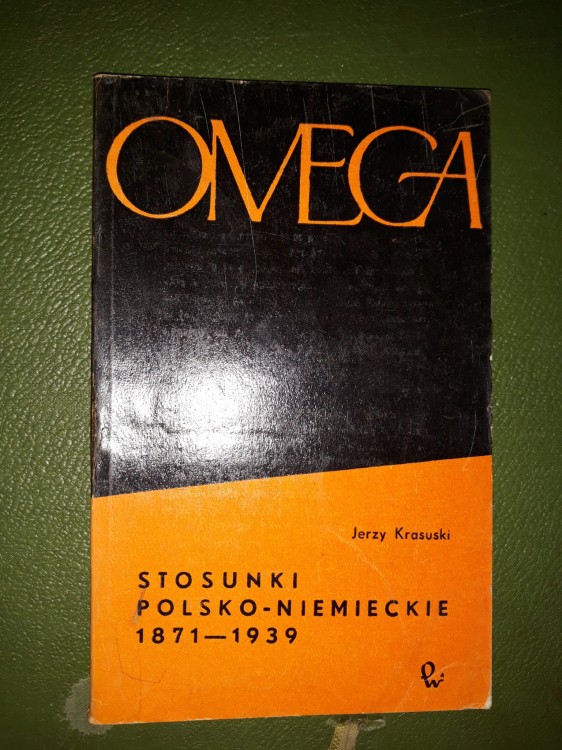 OMEGA
Jerzy Krasuski
STOSUNKI
POLSKO-NIEMIECKIE
1871—1939